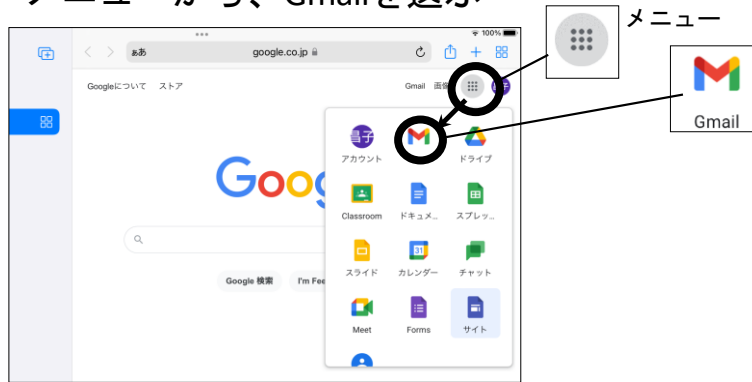 メニューから、Gmailを選ぶ
メニュー
Gmail
100%
ぁあ
google.co.jp
Googleについて ストア
Gmail
昌子
アカウント
ドライブ
Classroom
ドキュメ...
スプレッ...
31
スライド
カレンダー
チャット
Google 検索
Meet
Forms
サイト